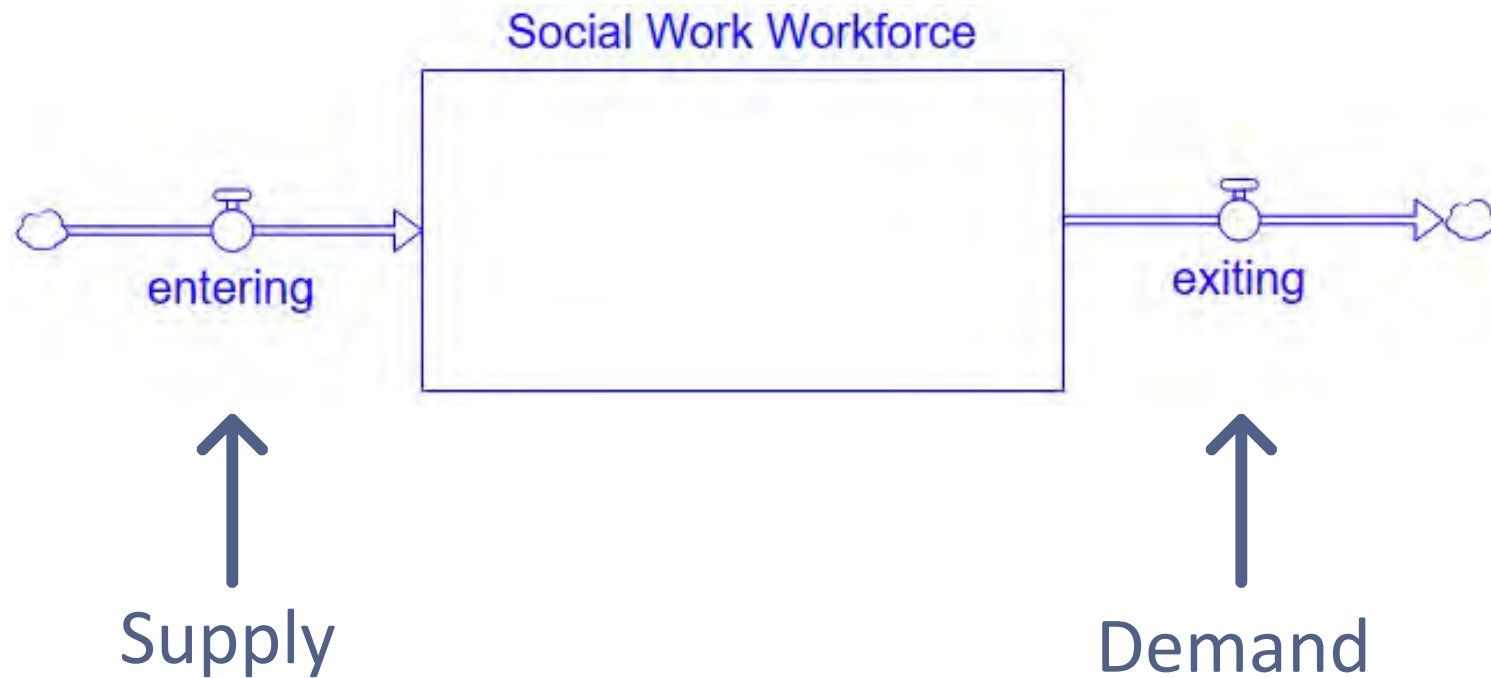 Social Work Workforce
entering
exiting
Supply
Demand